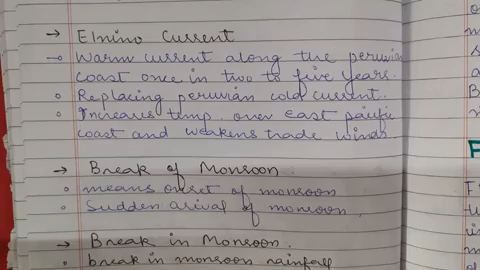 → Elnino Current
→ Warm current along the peruvian
coast once in two to five years.
o Replacing peruvian cold current.
o Increases temp. over east pacific
coast and weakens trade winds.
→ Break of Monsoon.
o means onset of monsoon
o Sudden arival of monsoon.
→ Break in Monsoon.
o break in monsoon rainfall